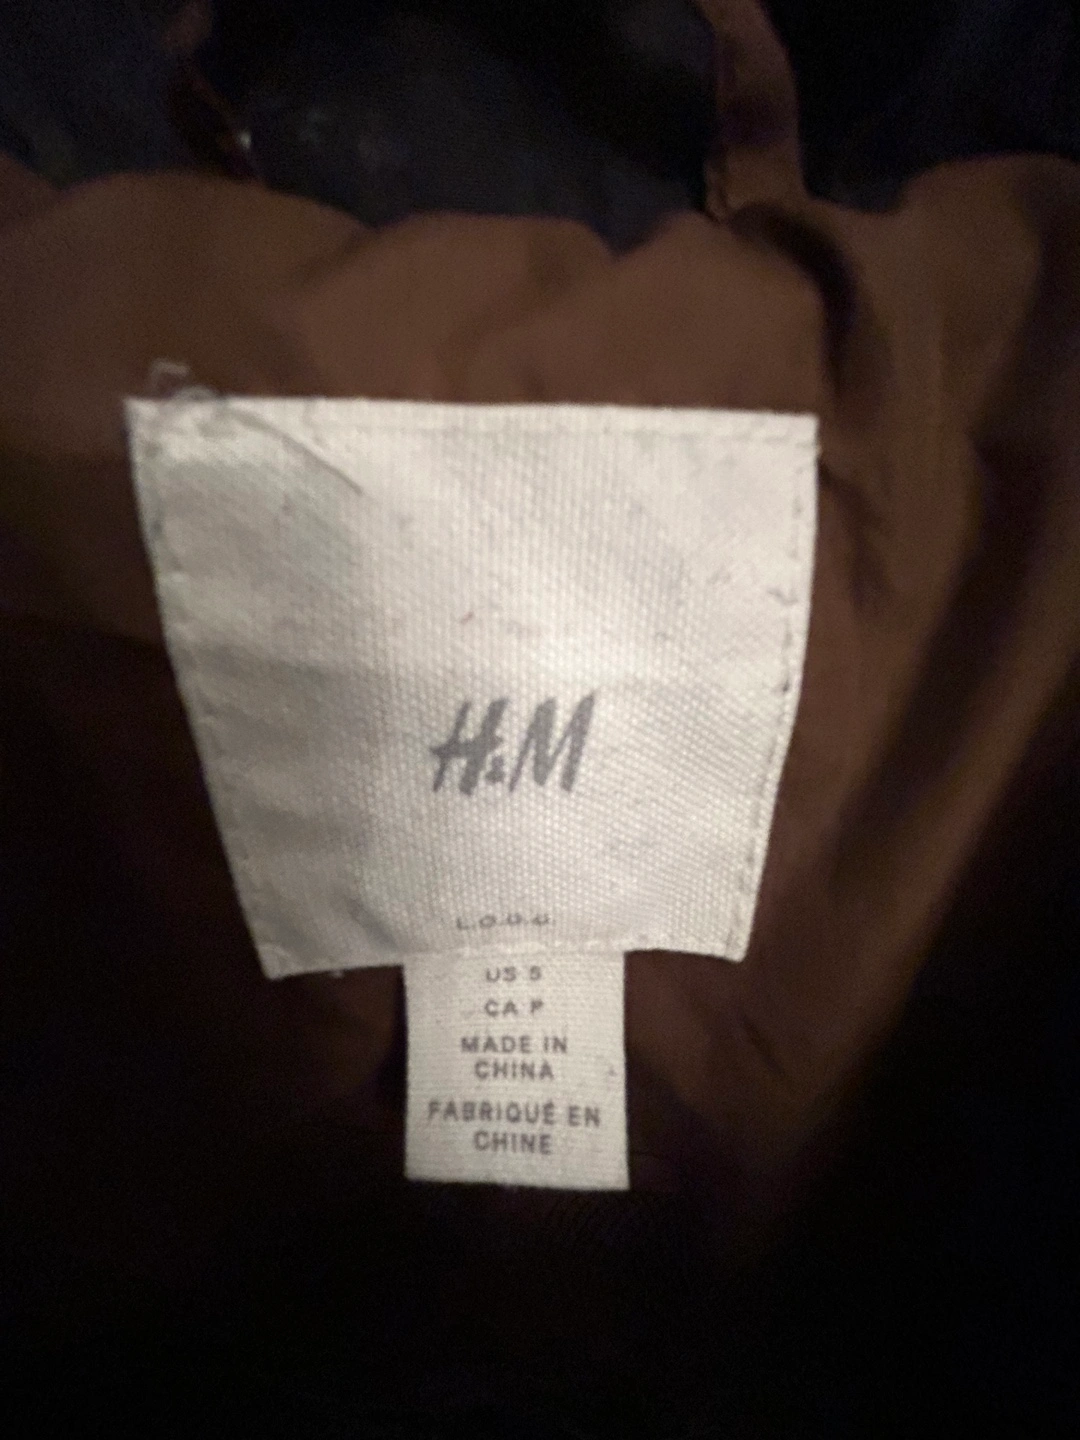 H&M
L.O.G.G.
US S
CA P
MADE IN
CHINA
FABRIQUÉ EN
CHINE